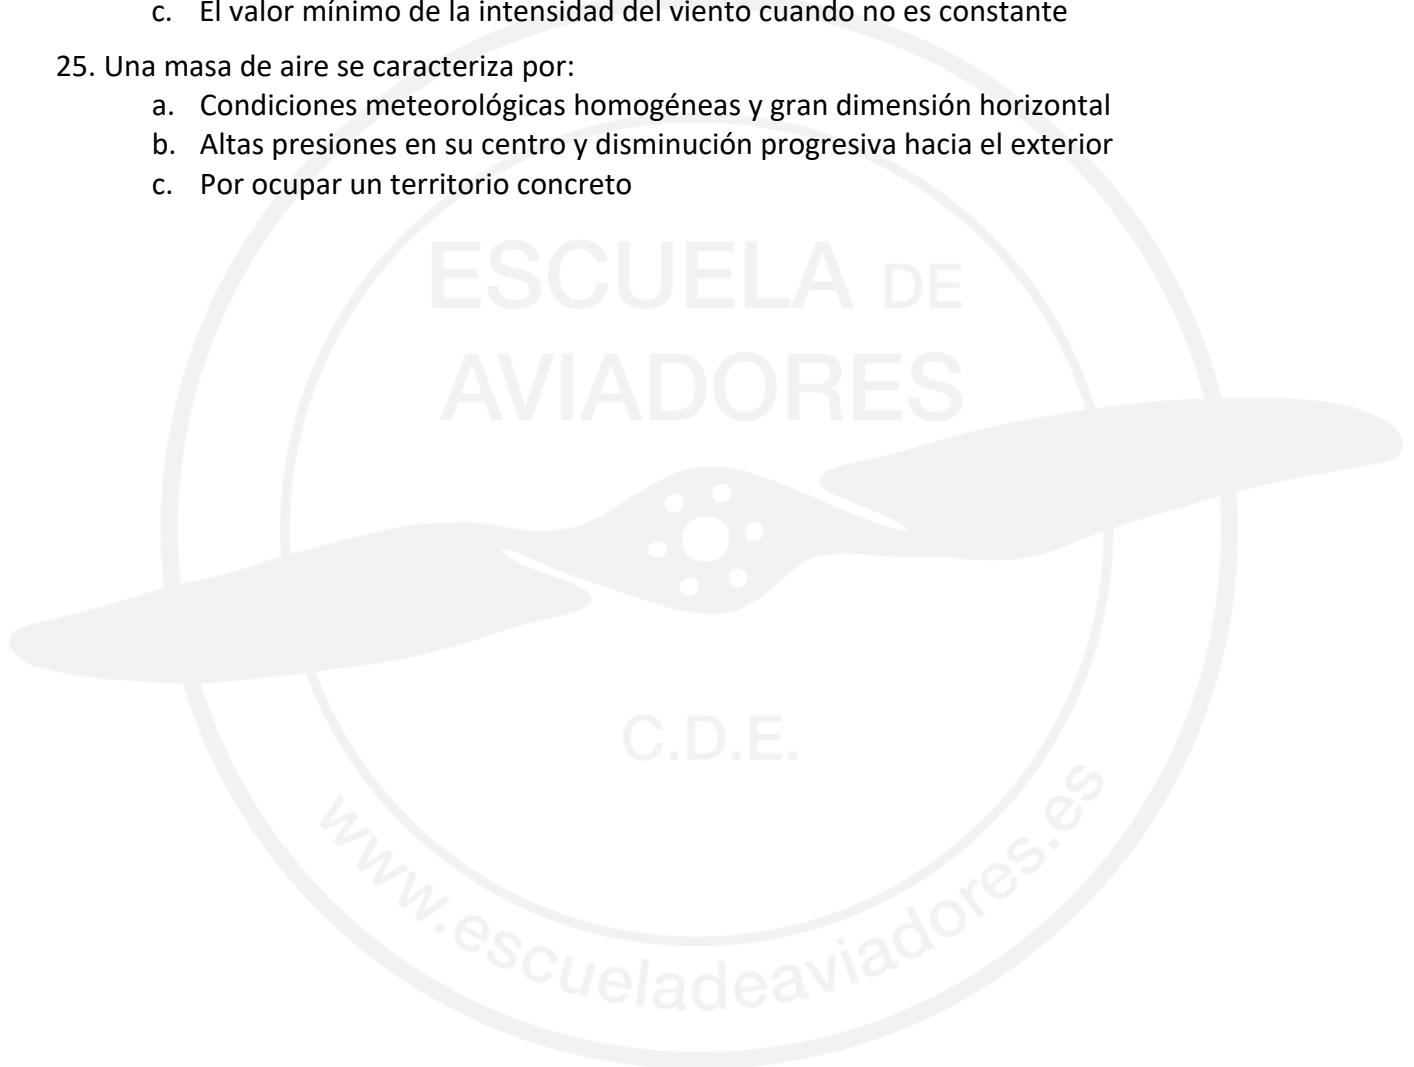 c. El valor mínimo de la intensidad del viento cuando no es constante
25. Una masa de aire se caracteriza por:
a. Condiciones meteorológicas homogéneas y gran dimensión horizontal
b. Altas presiones en su centro y disminución progresiva hacia el exterior
c. Por ocupar un territorio concreto
ESCUELA DE
AVIADORES
C.D.E.
www.escueladeaviadores.es